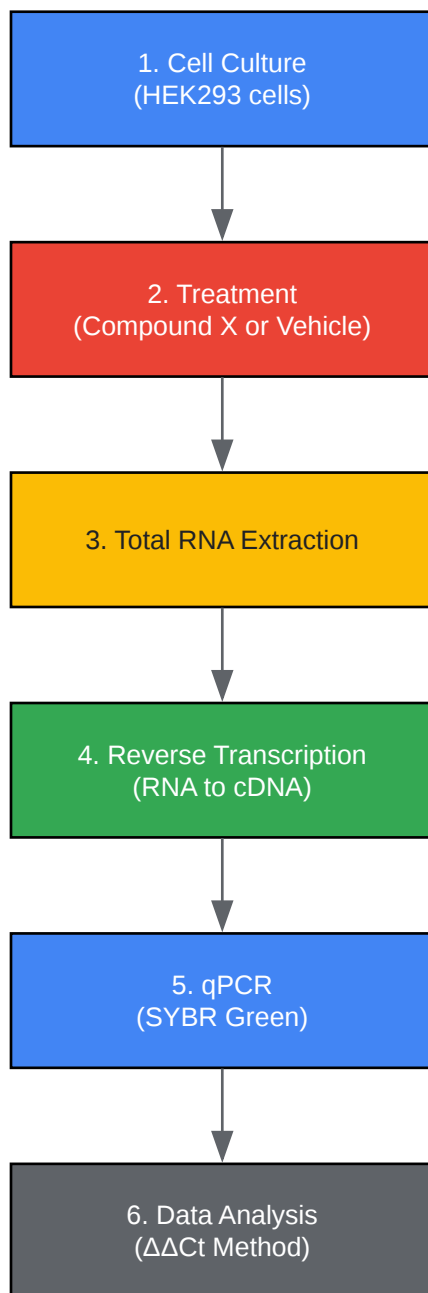 1. Cell Culture
(HEK293 cells)
2. Treatment
(Compound X or Vehicle)
3. Total RNA Extraction
4. Reverse Transcription
(RNA to cDNA)
5. qPCR
(SYBR Green)
6. Data Analysis
(ΔΔCt Method)